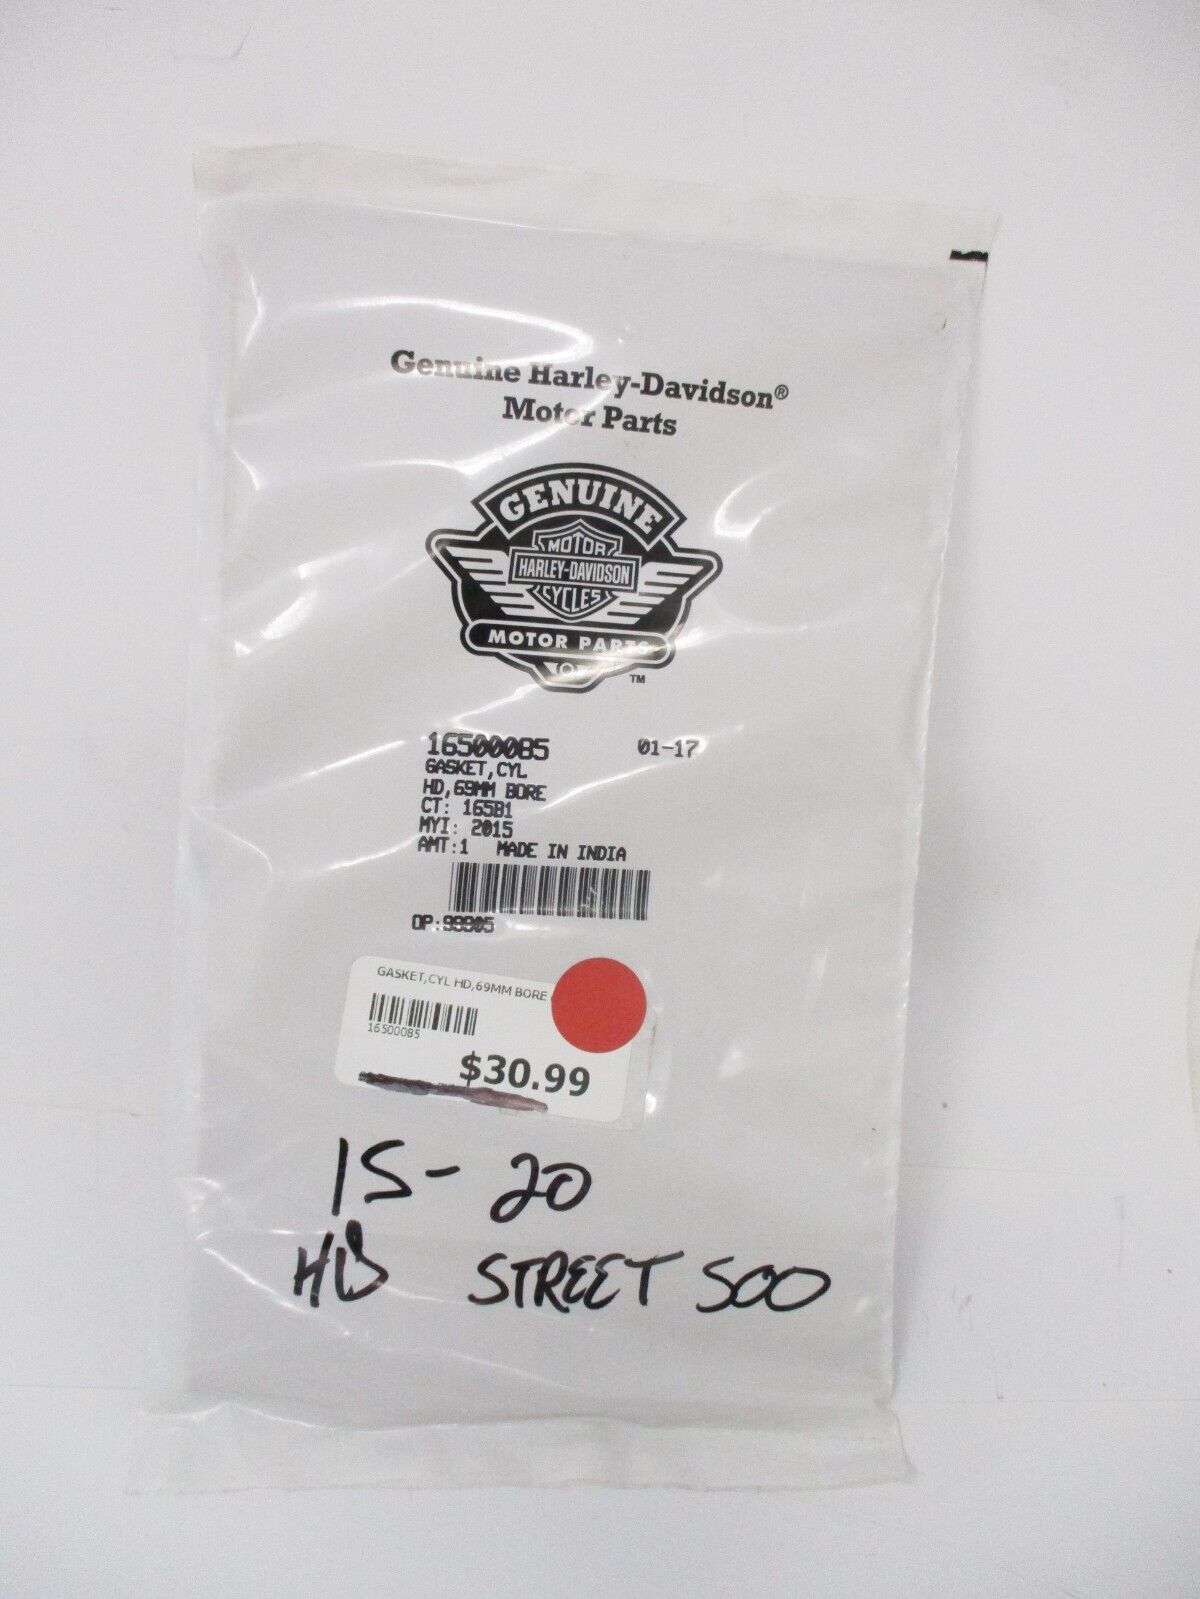 Genuine Harley-Davidson®
Motor Parts
GENUINE
MOTOR
HARLEY-DAVIDSON
CYCLES
MOTOR PARTS
TM
16500085 01-17
GASKET,CYL
HD,69MM BORE
CT: 165B1
MYI: 2015
AMT:1 MADE IN INDIA
OP:99905
GASKET,CYL HD,69MM BORE
16500085
$30.99
15-20
HD STREET 500